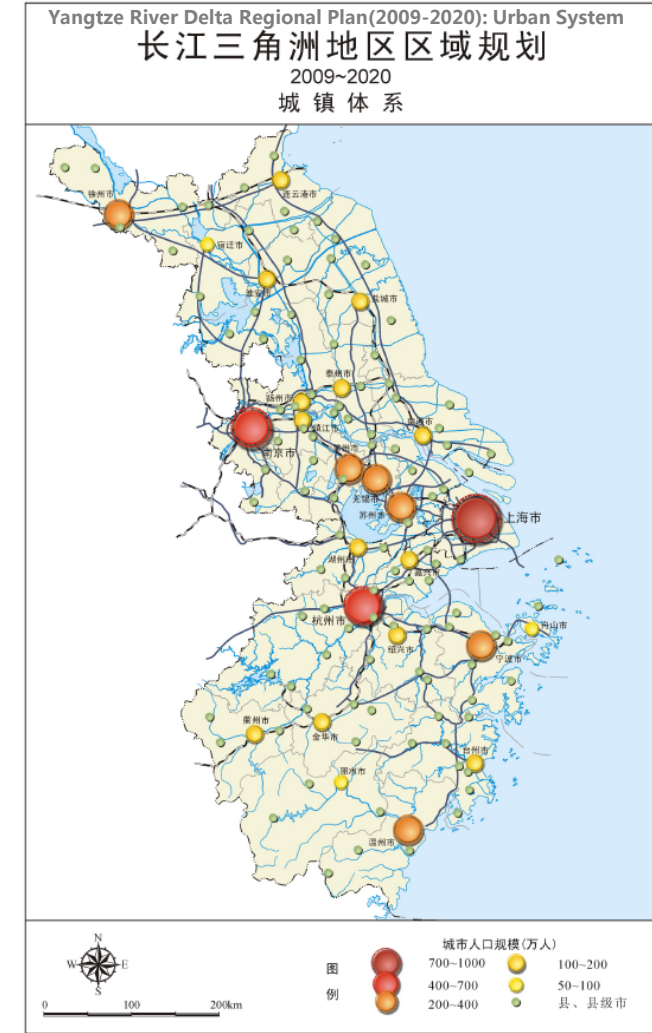 Yangtze River Delta Regional Plan(2009-2020): Urban System
长江三角洲地区区域规划
2009~2020
城镇体系
徐州市
连云港市
宿迁市
淮安市
盐城市
泰州市
扬州市
镇江市
南通市
南京市
常州市
无锡市
苏州市
上海市
湖州市
嘉兴市
杭州市
绍兴市
宁波市
舟山市
衢州市
金华市
台州市
丽水市
温州市
N
W E
S
0 100 200km
图例
城市人口规模(万人)
700~1000
400~700
200~400
100~200
50~100
县、县级市